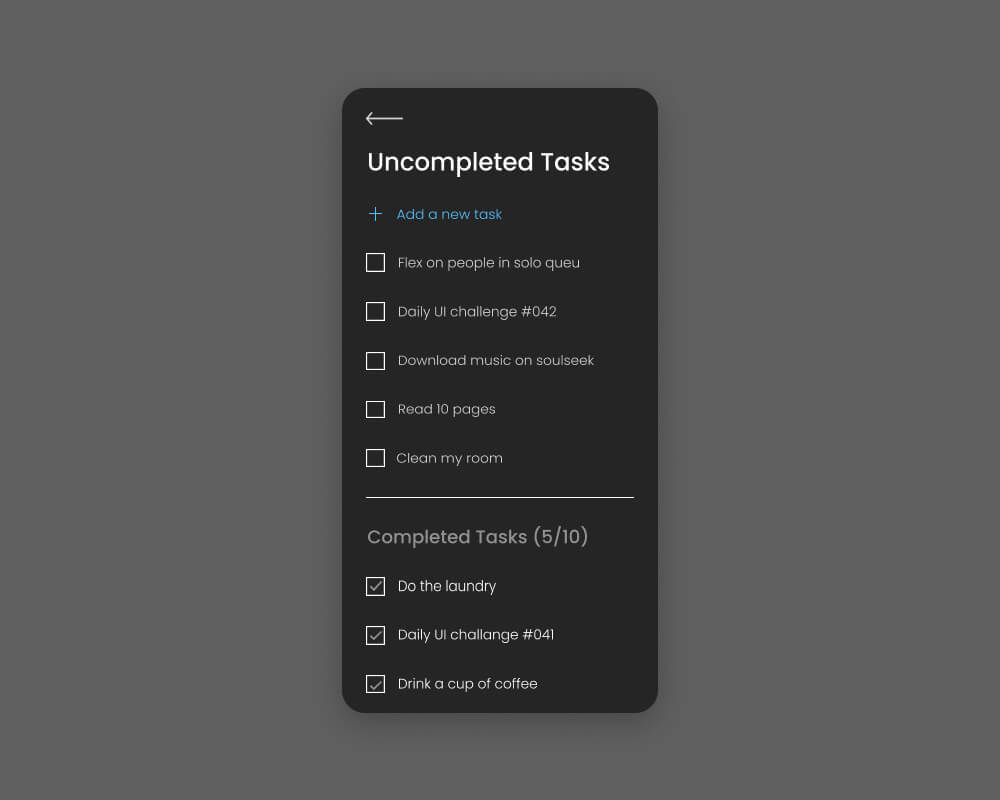 Uncompleted Tasks
Add a new task
Flex on people in solo queu
Daily UI challenge #042
Download music on soulseek
Read 10 pages
Clean my room
Completed Tasks (5/10)
Do the laundry
Daily UI challange #041
Drink a cup of coffee